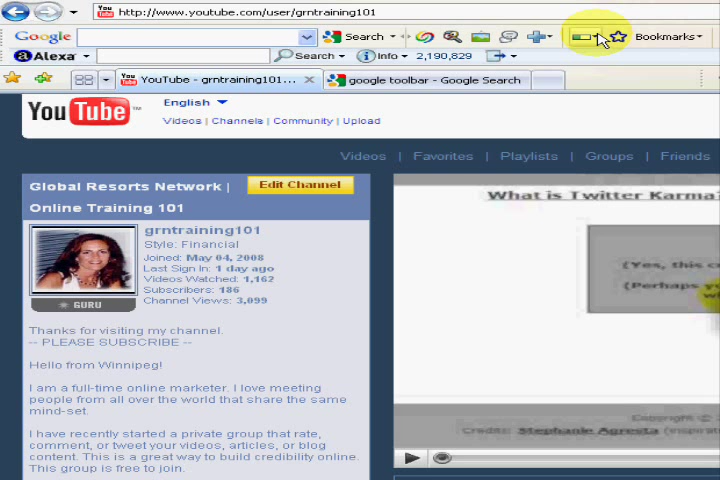 http://www.youtube.com/user/grntraining101
Google Search Bookmarks
Alexa Search Info 2,190,829
YouTube - grntraining101... google toolbar - Google Search
YouTube™ English
Videos | Channels | Community | Upload
Videos | Favorites | Playlists | Groups | Friends
Global Resorts Network | Edit Channel
Online Training 101
grntraining101
Style: Financial
Joined: May 04, 2008
Last Sign In: 1 day ago
Videos Watched: 1,162
Subscribers: 186
Channel Views: 3,099
GURU
Thanks for visiting my channel.
-- PLEASE SUBSCRIBE --
Hello from Winnipeg!
I am a full-time online marketer. I love meeting
people from all over the world that share the same
mind-set.
I have recently started a private group that rate,
comment, or tweet your videos, articles, or blog
content. This is a great way to build credibility online.
This group is free to join.
What is Twitter Karma?
(Yes, this
(Perhaps
Copyright ©
Credits: Stephanie Agresta